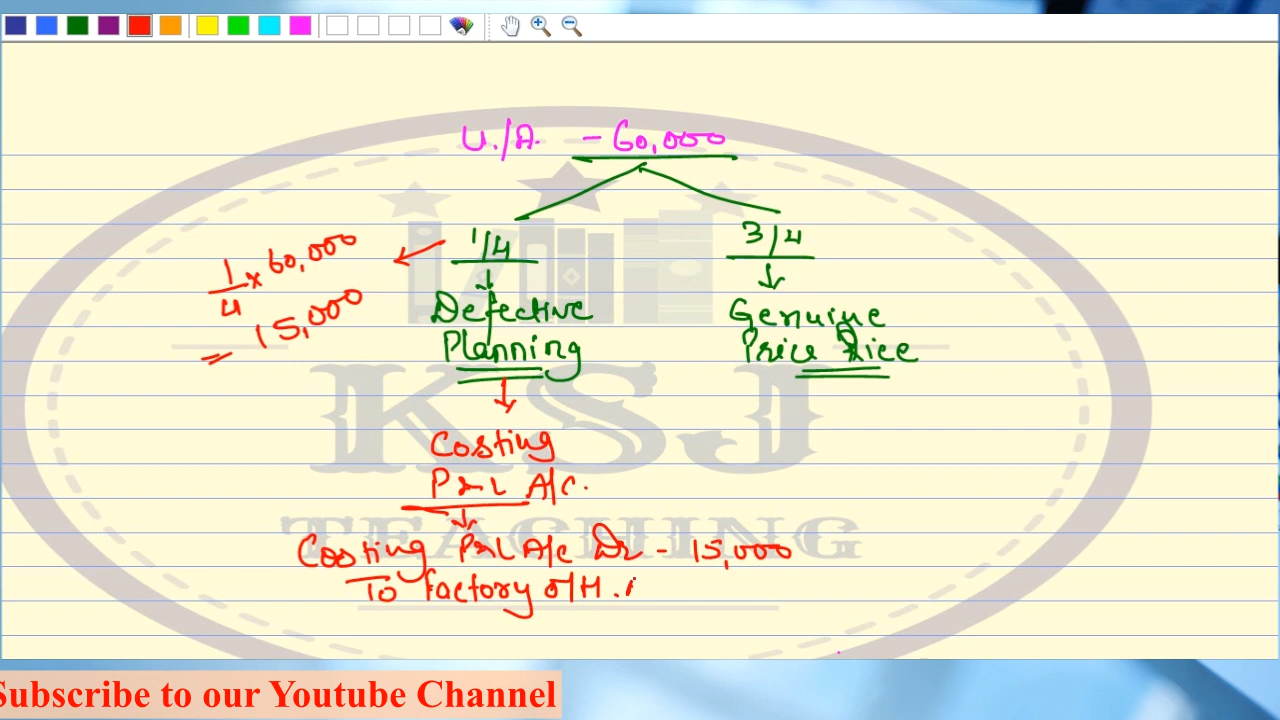 U./A. - 60,000
1/4
3/4
1/4 × 60,000
= 15,000
Defective
Planning
Genuine
Price Rice
Costing
P & L A/C.
Costing P & L A/c Dr - 15,000
To factory O/H .
KSJ
TEACHING
Subscribe to our Youtube Channel